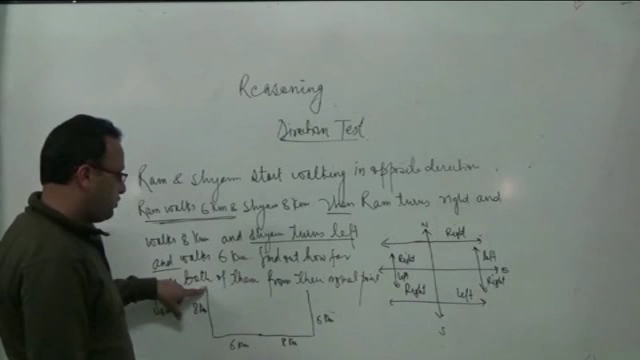 Reasoning
Direction Test
Ram & Shyam start walking in opposite direction.
Ram walks 6 km & Shyam 8 km Then Ram turns right and
walks 8 km and Shyam turns left
and walks 6 km find out how far
both of them from their
8 Km
6 Km
8 Km
6 Km
N
Right
Right
left
left
Right
Right
left
S